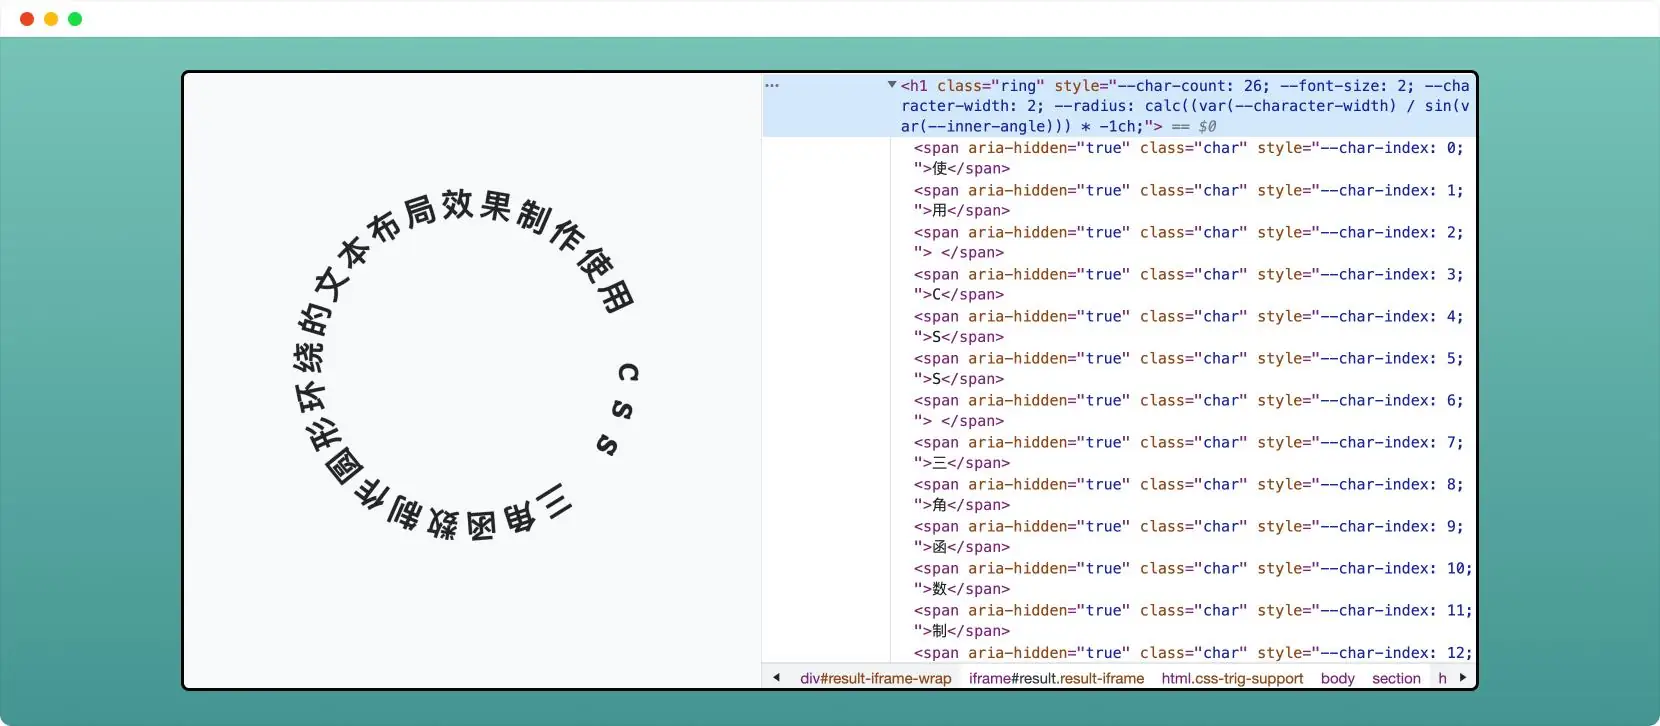 使用 CSS 三角函数制作圆形环绕的文本布局效果制作
... ▼<h1 class="ring" style="--char-count: 26; --font-size: 2; --cha
racter-width: 2; --radius: calc((var(--character-width) / sin(v
ar(--inner-angle))) * -1ch;"> == $0
<span aria-hidden="true" class="char" style="--char-index: 0;
">使</span>
<span aria-hidden="true" class="char" style="--char-index: 1;
">用</span>
<span aria-hidden="true" class="char" style="--char-index: 2;
"> </span>
<span aria-hidden="true" class="char" style="--char-index: 3;
">C</span>
<span aria-hidden="true" class="char" style="--char-index: 4;
">S</span>
<span aria-hidden="true" class="char" style="--char-index: 5;
">S</span>
<span aria-hidden="true" class="char" style="--char-index: 6;
"> </span>
<span aria-hidden="true" class="char" style="--char-index: 7;
">三</span>
<span aria-hidden="true" class="char" style="--char-index: 8;
">角</span>
<span aria-hidden="true" class="char" style="--char-index: 9;
">函</span>
<span aria-hidden="true" class="char" style="--char-index: 10;
">数</span>
<span aria-hidden="true" class="char" style="--char-index: 11;
">制</span>
<span aria-hidden="true" class="char" style="--char-index: 12;
div#result-iframe-wrap iframe#result.result-iframe html.css-trig-support body section h